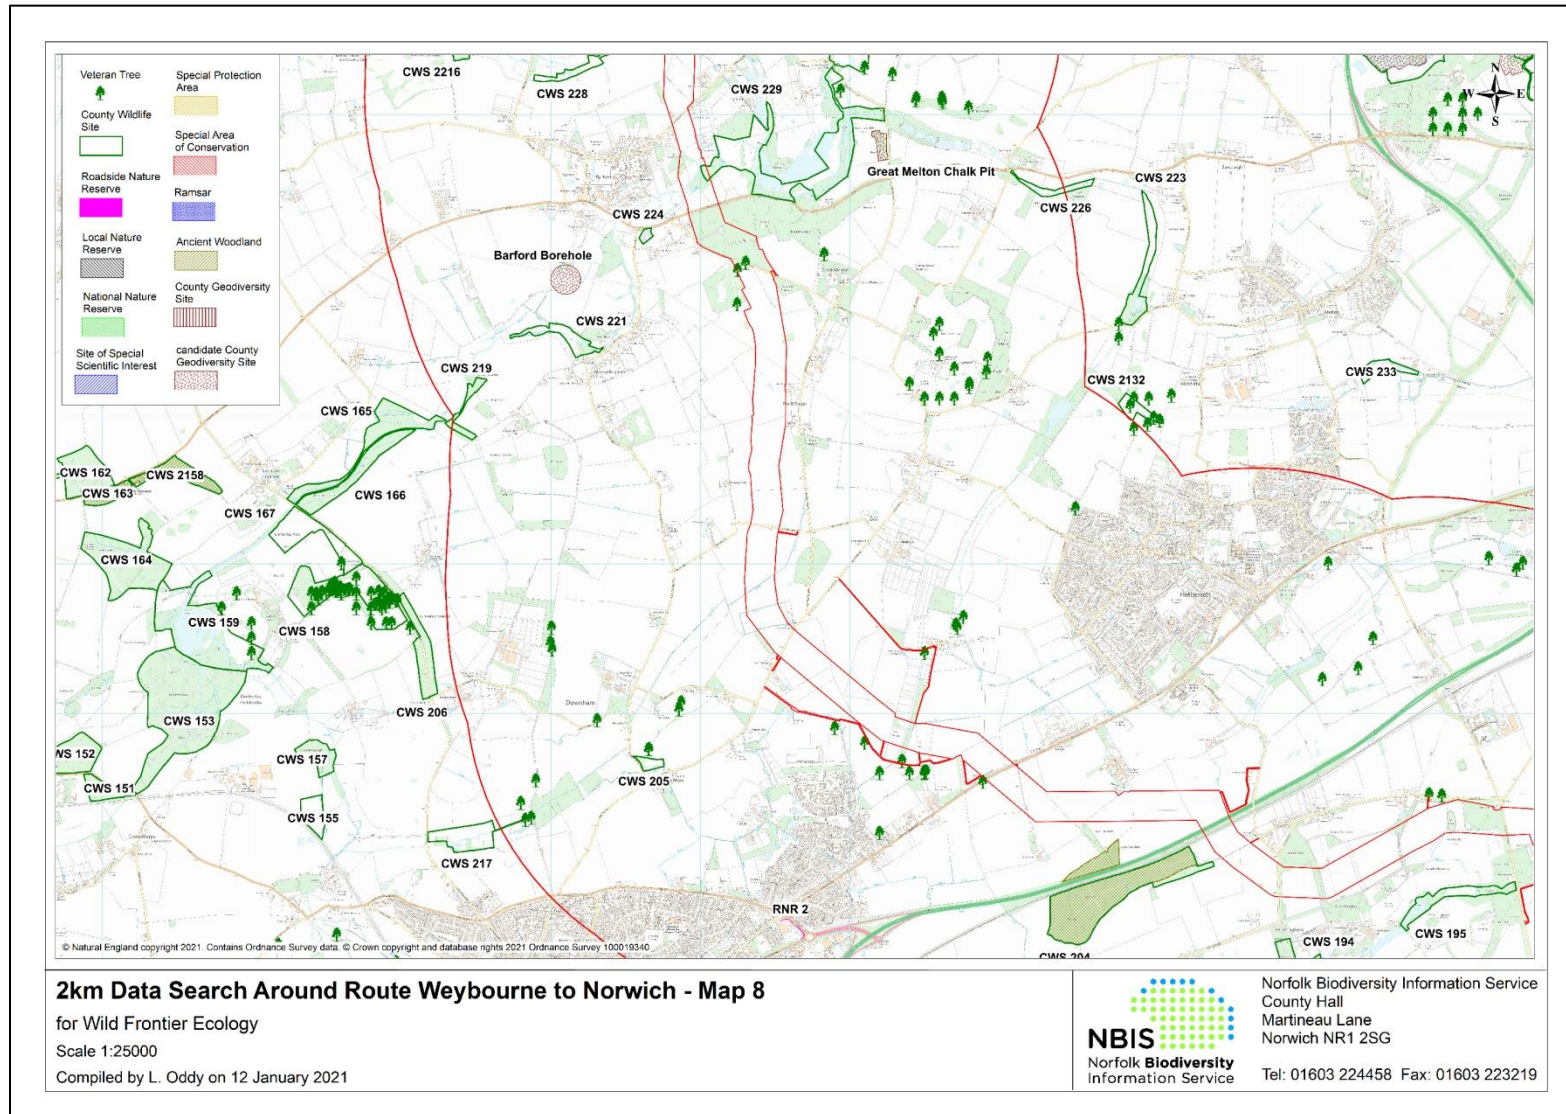 Veteran Tree
County Wildlife
Site
Roadside Nature
Reserve
Local Nature
Reserve
National Nature
Reserve
Site of Special
Scientific Interest
Special Protection
Area
Special Area
of Conservation
Ramsar
Ancient Woodland
County Geodiversity
Site
candidate County
Geodiversity Site
CWS 2216
CWS 228
CWS 229
N
W E
S
Great Melton Chalk Pit
CWS 223
CWS 226
CWS 224
Barford Borehole
CWS 221
CWS 219
CWS 2132
CWS 233
CWS 165
CWS 162
CWS 2158
CWS 163
CWS 166
CWS 167
CWS 164
Hethersett
CWS 159
CWS 158
CWS 206
Downham
CWS 153
WS 152
CWS 157
CWS 151
CWS 205
CWS 155
CWS 217
RNR 2
CWS 204
CWS 194
CWS 195
© Natural England copyright 2021. Contains Ordnance Survey data. © Crown copyright and database rights 2021 Ordnance Survey 100019340
2km Data Search Around Route Weybourne to Norwich - Map 8
for Wild Frontier Ecology
Scale 1:25000
Compiled by L. Oddy on 12 January 2021
NBIS
Norfolk Biodiversity
Information Service
Norfolk Biodiversity Information Service
County Hall
Martineau Lane
Norwich NR1 2SG
Tel: 01603 224458 Fax: 01603 223219